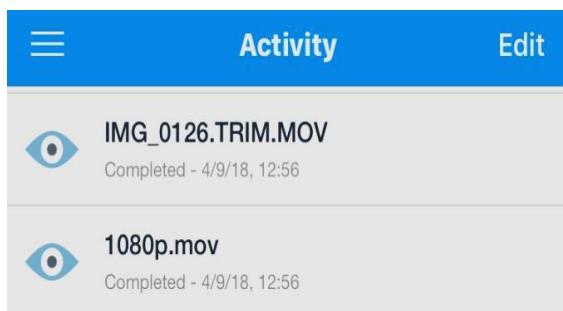 Activity
Edit
IMG_0126.TRIM.MOV
Completed - 4/9/18, 12:56
1080p.mov
Completed - 4/9/18, 12:56